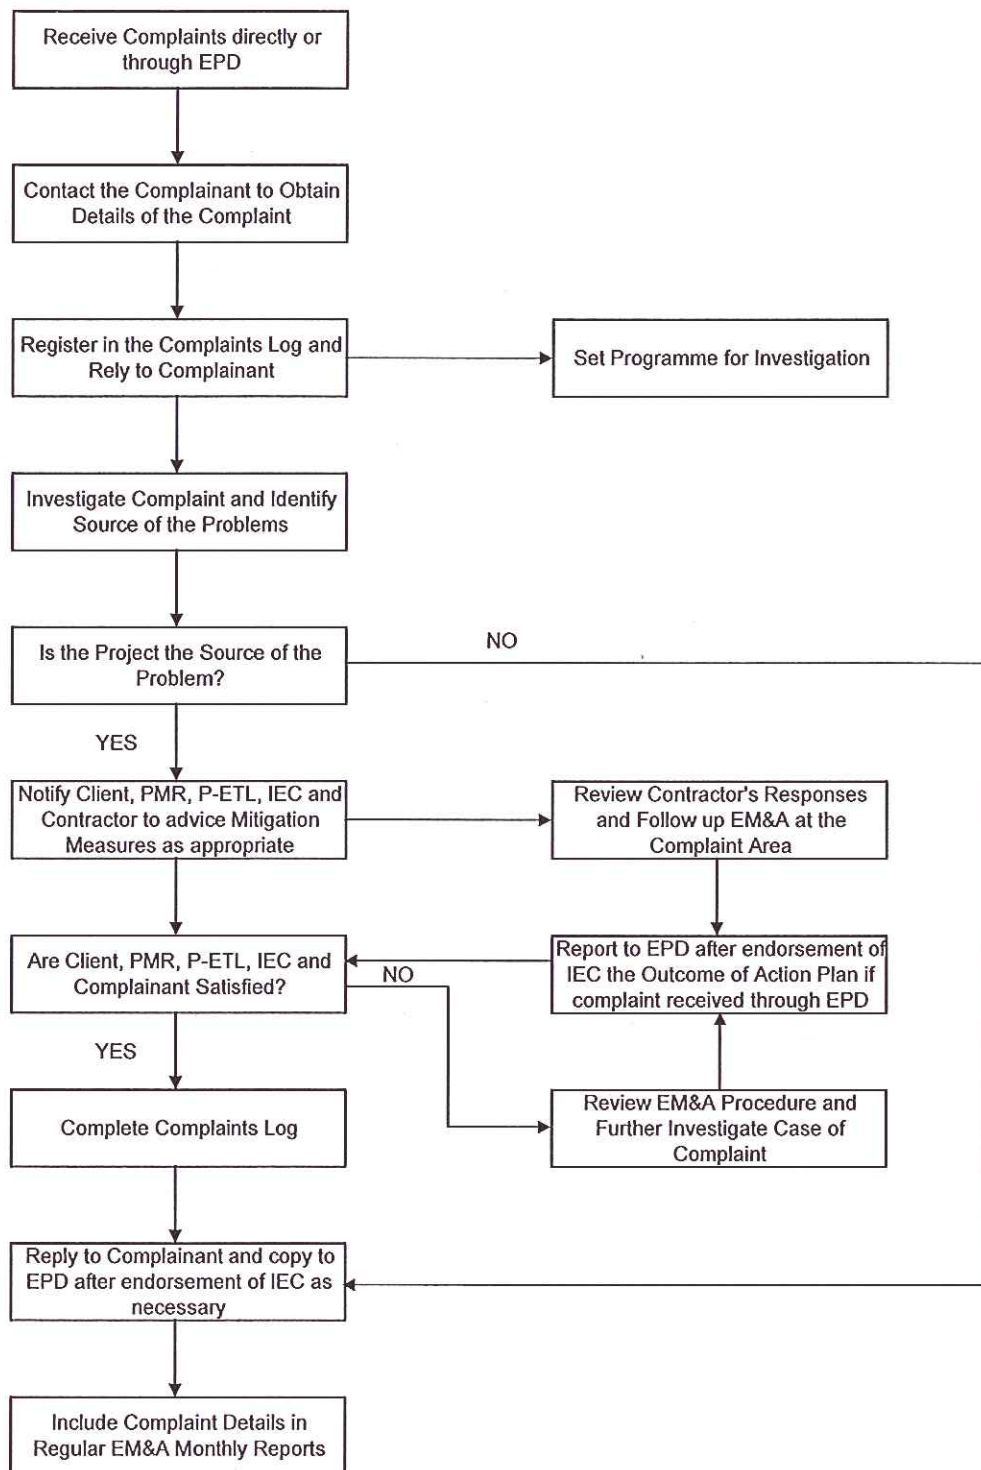 Receive Complaints directly or
through EPD
Contact the Complainant to Obtain
Details of the Complaint
Register in the Complaints Log and
Rely to Complainant
Set Programme for Investigation
Investigate Complaint and Identify
Source of the Problems
Is the Project the Source of the
Problem?
NO
YES
Notify Client, PMR, P-ETL, IEC and
Contractor to advice Mitigation
Measures as appropriate
Review Contractor's Responses
and Follow up EM&A at the
Complaint Area
Are Client, PMR, P-ETL, IEC and
Complainant Satisfied?
NO
Report to EPD after endorsement of
IEC the Outcome of Action Plan if
complaint received through EPD
YES
Complete Complaints Log
Review EM&A Procedure and
Further Investigate Case of
Complaint
Reply to Complainant and copy to
EPD after endorsement of IEC as
necessary
Include Complaint Details in
Regular EM&A Monthly Reports